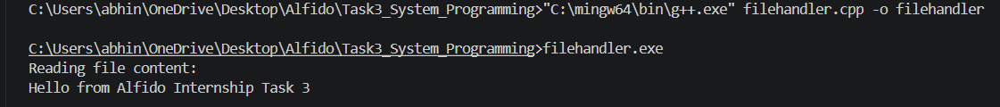 C:\Users\abhin\OneDrive\Desktop\Alfido\Task3_System_Programming>"C:\mingw64\bin\g++.exe" filehandler.cpp -o filehandler
C:\Users\abhin\OneDrive\Desktop\Alfido\Task3_System_Programming>filehandler.exe
Reading file content:
Hello from Alfido Internship Task 3